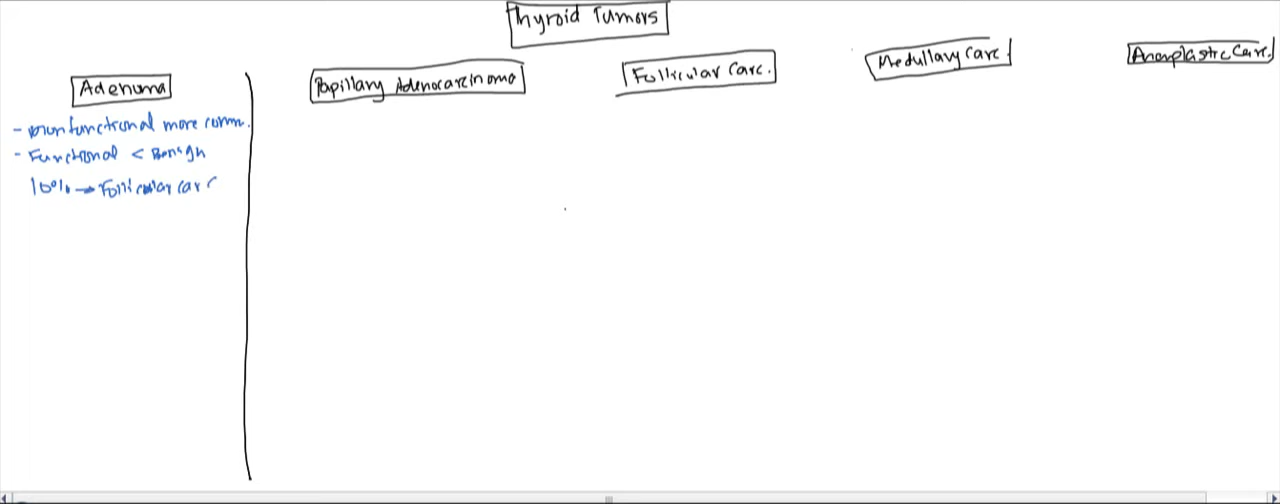 Thyroid Tumors
Adenoma
Papillary Adenocarcinoma
Follicular Carc.
Medullary Carc.
Anaplastic Carc.
- Nonfunctional more comm.
- Functional < Benign
10% → Follicular carc